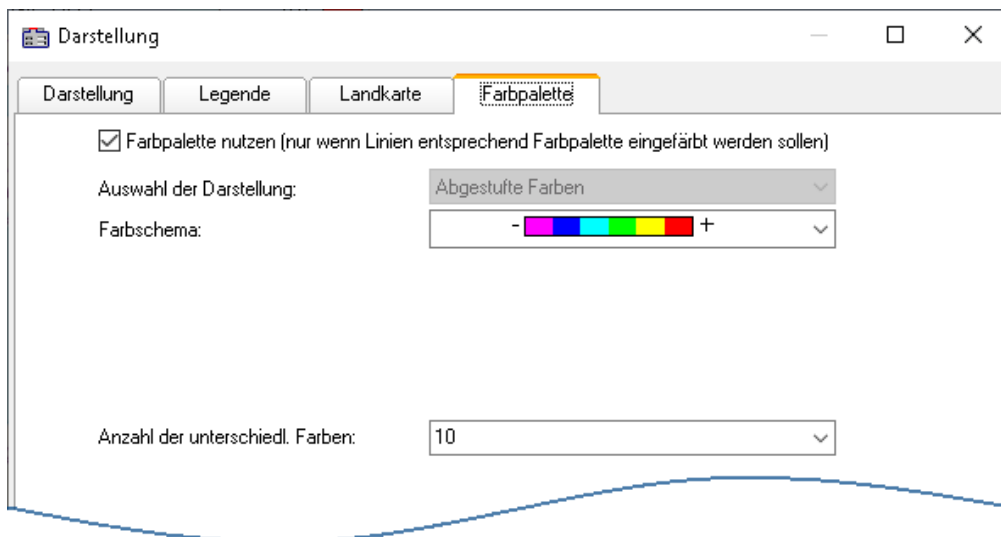 Darstellung
Darstellung Legende Landkarte Farbpalette
Farbpalette nutzen (nur wenn Linien entsprechend Farbpalette eingefärbt werden sollen)
Auswahl der Darstellung: Abgestufte Farben
Farbschema: - +
Anzahl der unterschiedl. Farben: 10